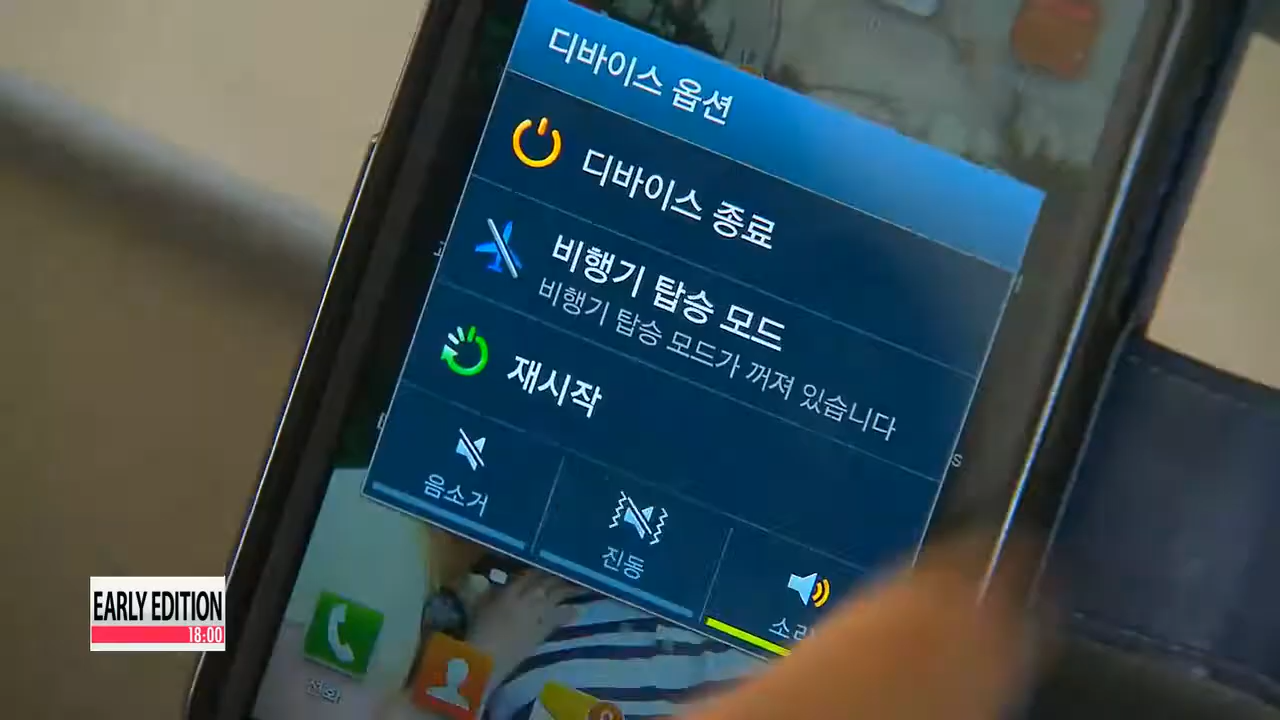 디바이스 옵션
디바이스 종료
비행기 탑승 모드
비행기 탑승 모드가 꺼져 있습니다
재시작
음소거
진동
전화
EARLY EDITION
18:00